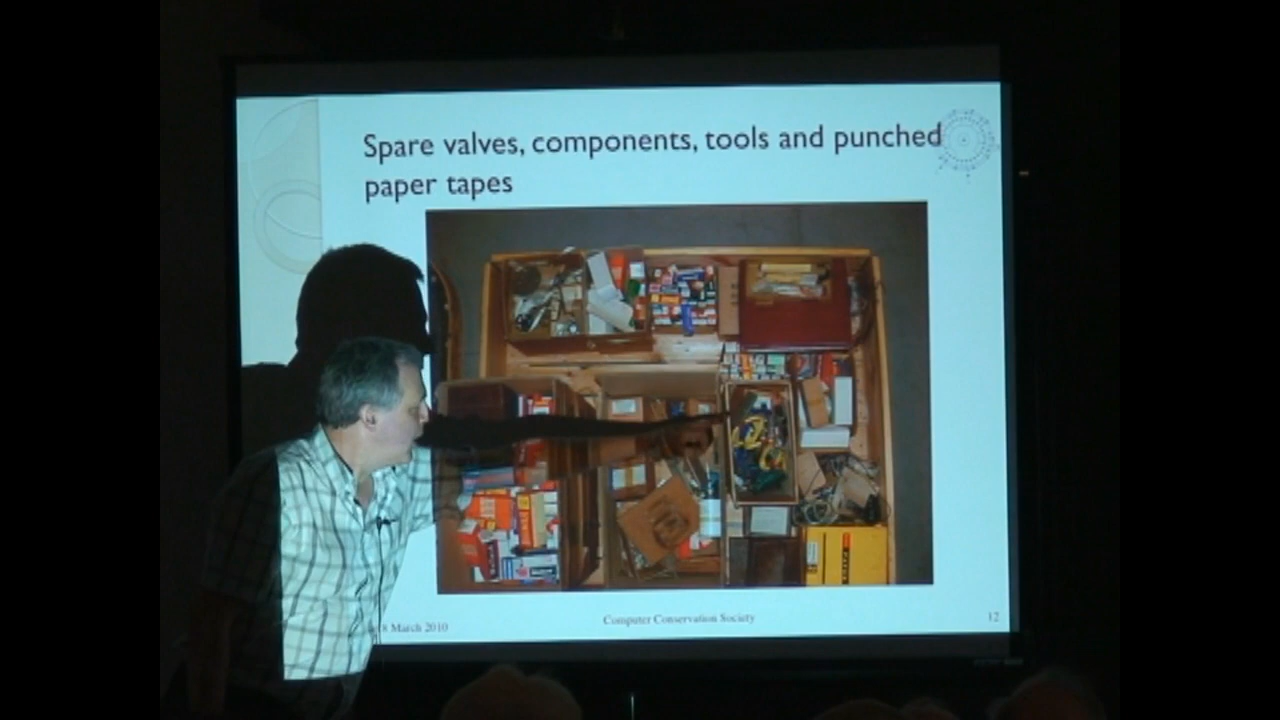 Spare valves, components, tools and punched
paper tapes
8 March 2010
Computer Conservation Society
12